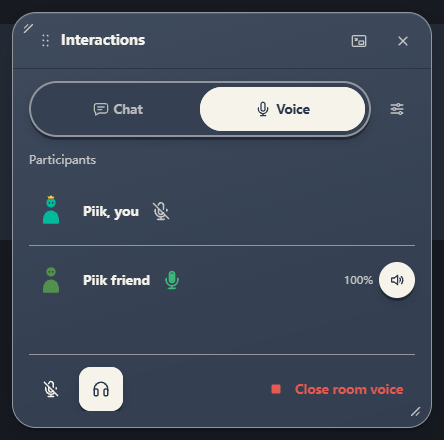 Interactions
Chat
Voice
Participants
Piik, you
Piik friend
100%
Close room voice